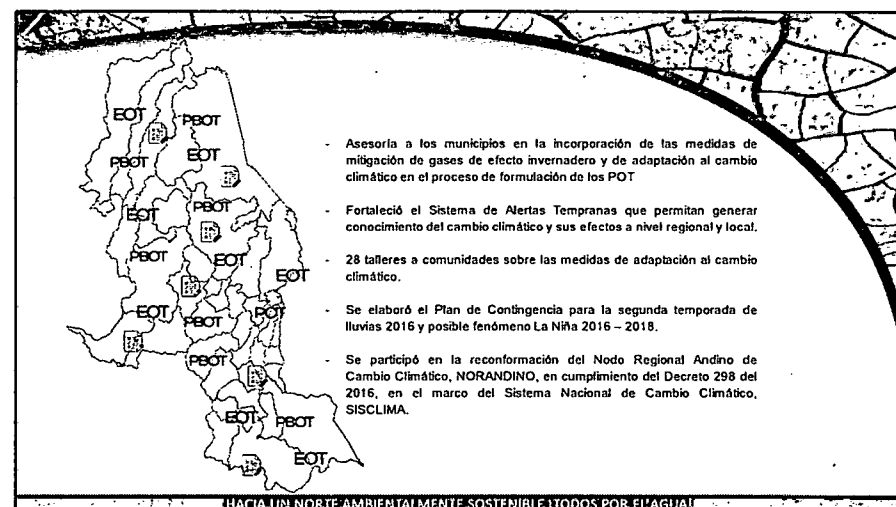 EOT
PBOT
PBOT
EOT
EOT
PBOT
PBOT
EOT
EOT
EOT
PBOT
POT
PBOT
EOT
PBOT
EOT
- Asesoría a los municipios en la incorporación de las medidas de
mitigación de gases de efecto invernadero y de adaptación al cambio
climático en el proceso de formulación de los POT
- Fortaleció el Sistema de Alertas Tempranas que permitan generar
conocimiento del cambio climático y sus efectos a nivel regional y local.
- 28 talleres a comunidades sobre las medidas de adaptación al cambio
climático.
- Se elaboró el Plan de Contingencia para la segunda temporada de
lluvias 2016 y posible fenómeno La Niña 2016 – 2018.
- Se participó en la reconformación del Nodo Regional Andino de
Cambio Climático, NORANDINO, en cumplimiento del Decreto 298 del
2016, en el marco del Sistema Nacional de Cambio Climático,
SISCLIMA.
¡HACIA UN NORTE AMBIENTALMENTE SOSTENIBLE TODOS POR EL AGUA!